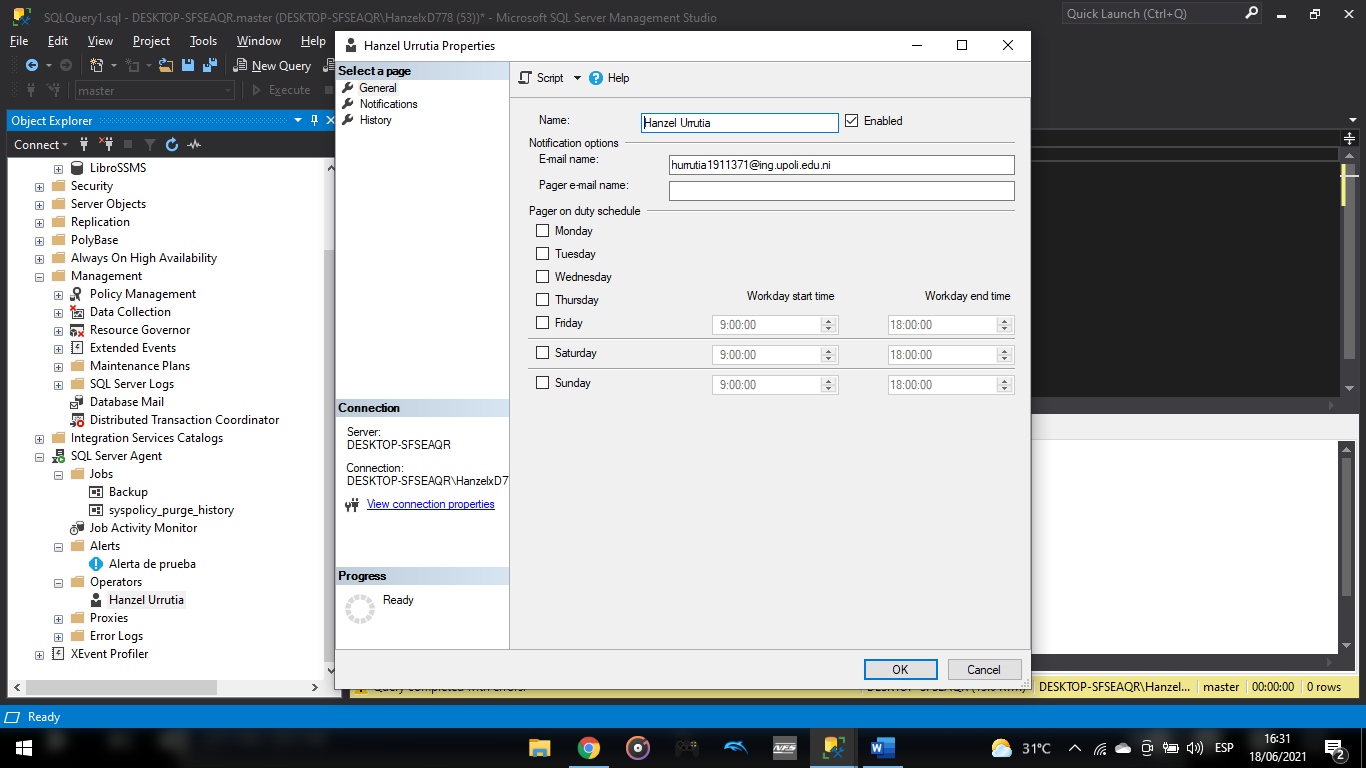 SQLQuery1.sql - DESKTOP-SFSEAQR.master (DESKTOP-SFSEAQR\HanzelxD778 (53))* - Microsoft SQL Server Management Studio
Quick Launch (Ctrl+Q)
File Edit View Project Tools Window Help
New Query
master
Execute
Object Explorer
Connect
LibroSSMS
Security
Server Objects
Replication
PolyBase
Always On High Availability
Management
Policy Management
Data Collection
Resource Governor
Extended Events
Maintenance Plans
SQL Server Logs
Database Mail
Distributed Transaction Coordinator
Integration Services Catalogs
SQL Server Agent
Jobs
Backup
syspolicy_purge_history
Job Activity Monitor
Alerts
Alerta de prueba
Operators
Hanzel Urrutia
Proxies
Error Logs
XEvent Profiler
Hanzel Urrutia Properties
Select a page
General
Notifications
History
Connection
Server:
DESKTOP-SFSEAQR
Connection:
DESKTOP-SFSEAQR\HanzelxD7
View connection properties
Progress
Ready
Script Help
Name: Hanzel Urrutia Enabled
Notification options
E-mail name: hurrutia1911371@ing.upoli.edu.ni
Pager e-mail name:
Pager on duty schedule
Monday
Tuesday
Wednesday
Thursday Workday start time Workday end time
Friday 9:00:00 18:00:00
Saturday 9:00:00 18:00:00
Sunday 9:00:00 18:00:00
OK Cancel
DESKTOP-SFSEAQR\Hanzel... master 00:00:00 0 rows
Ready
NFS
31°C ESP 16:31
18/06/2021
2